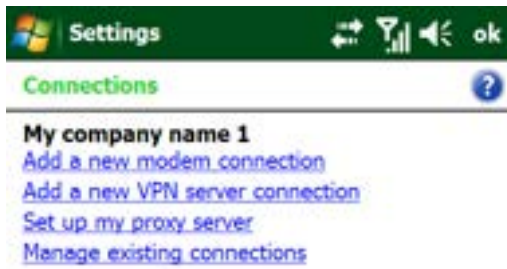 Settings
ok
Connections
?
My company name 1
Add a new modem connection
Add a new VPN server connection
Set up my proxy server
Manage existing connections